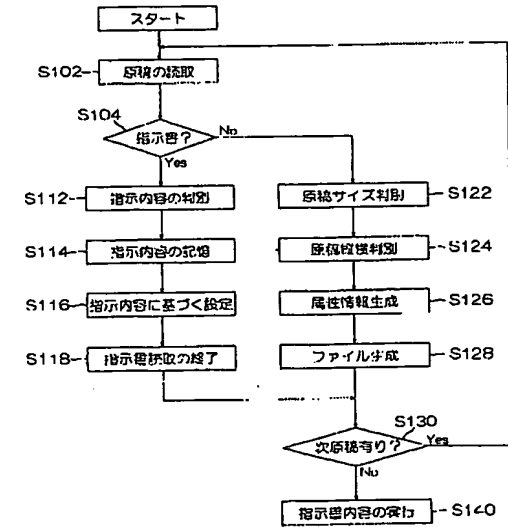 スタート
S102
原稿の読取
S104
指示書?
No
Yes
S112
指示内容の判別
原稿サイズ判別
S122
S114
指示内容の記憶
原稿縦横判別
S124
S116
指示内容に基づく設定
属性情報生成
S126
S118
指示書読取の終了
ファイル生成
S128
S130
次原稿有り?
Yes
No
指示書内容の実行
S140